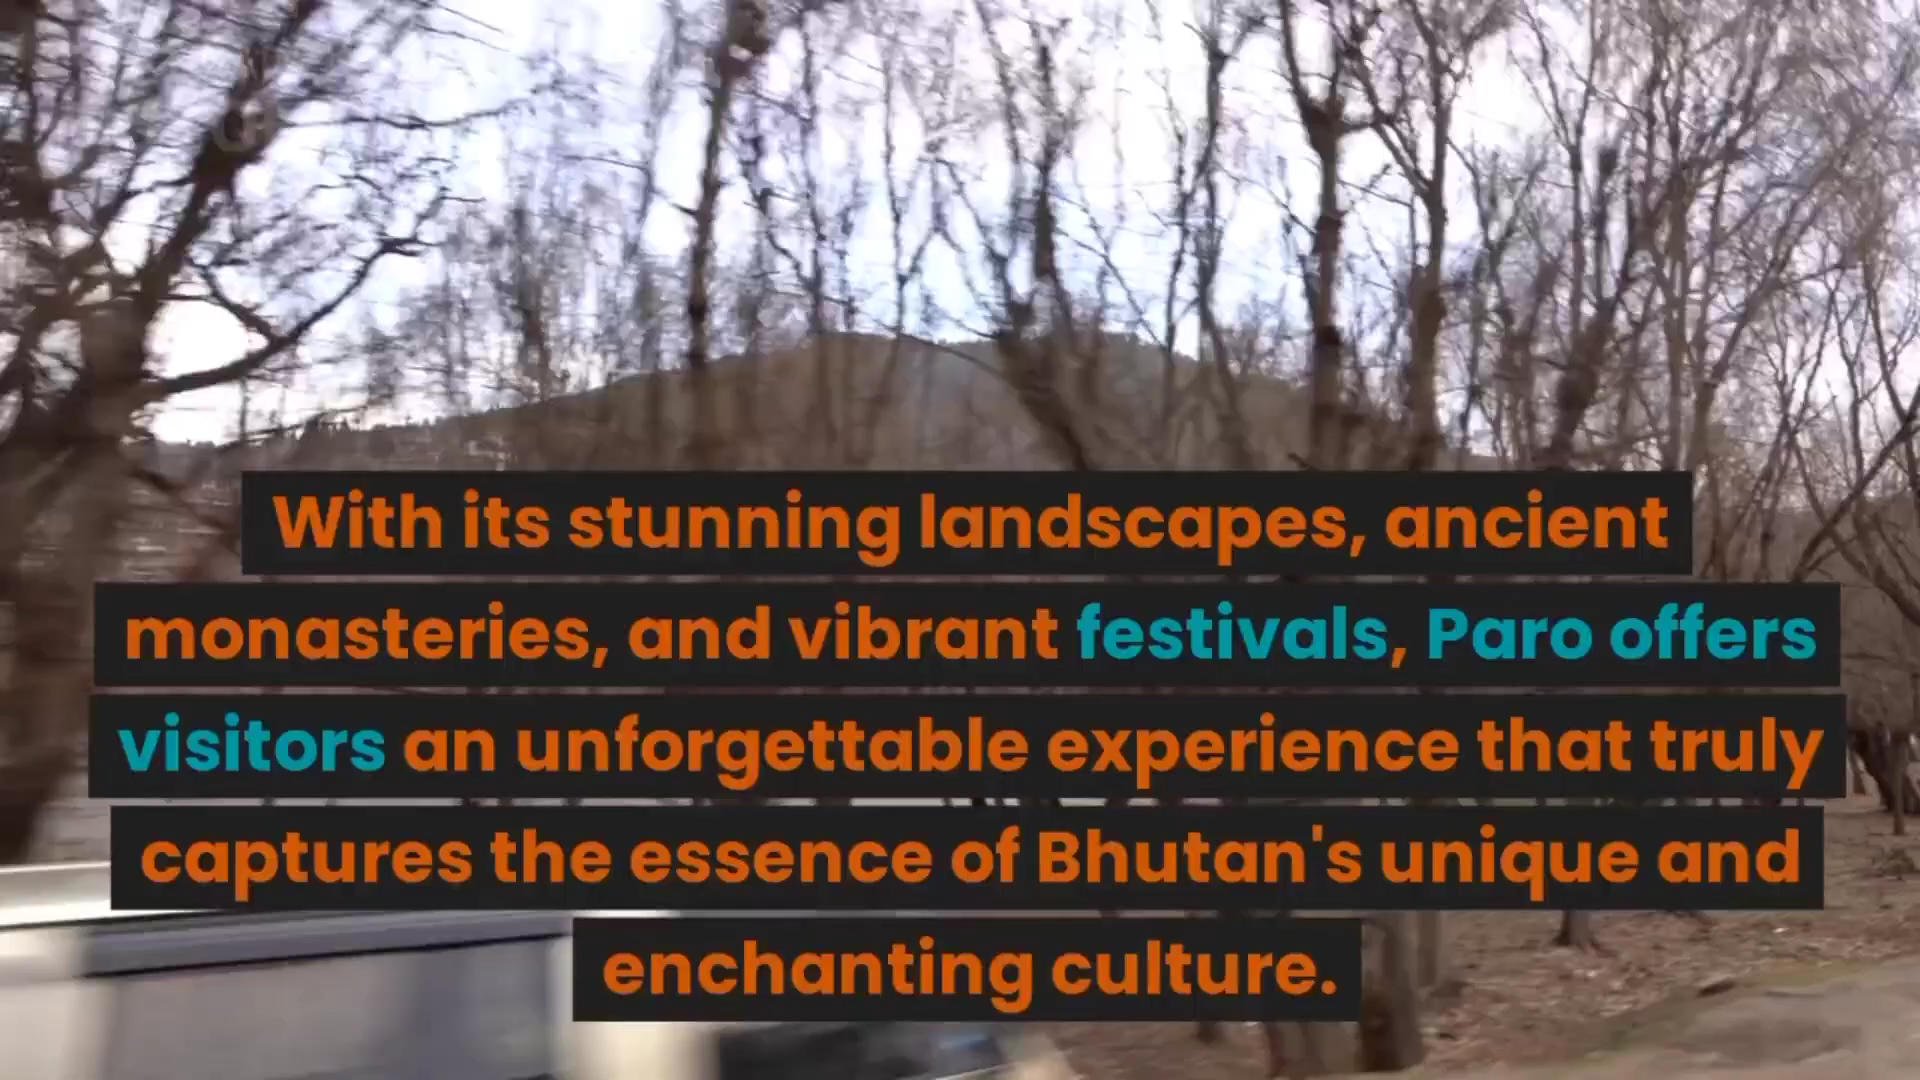 With its stunning landscapes, ancient
monasteries, and vibrant festivals, Paro offers
visitors an unforgettable experience that truly
captures the essence of Bhutan's unique and
enchanting culture.